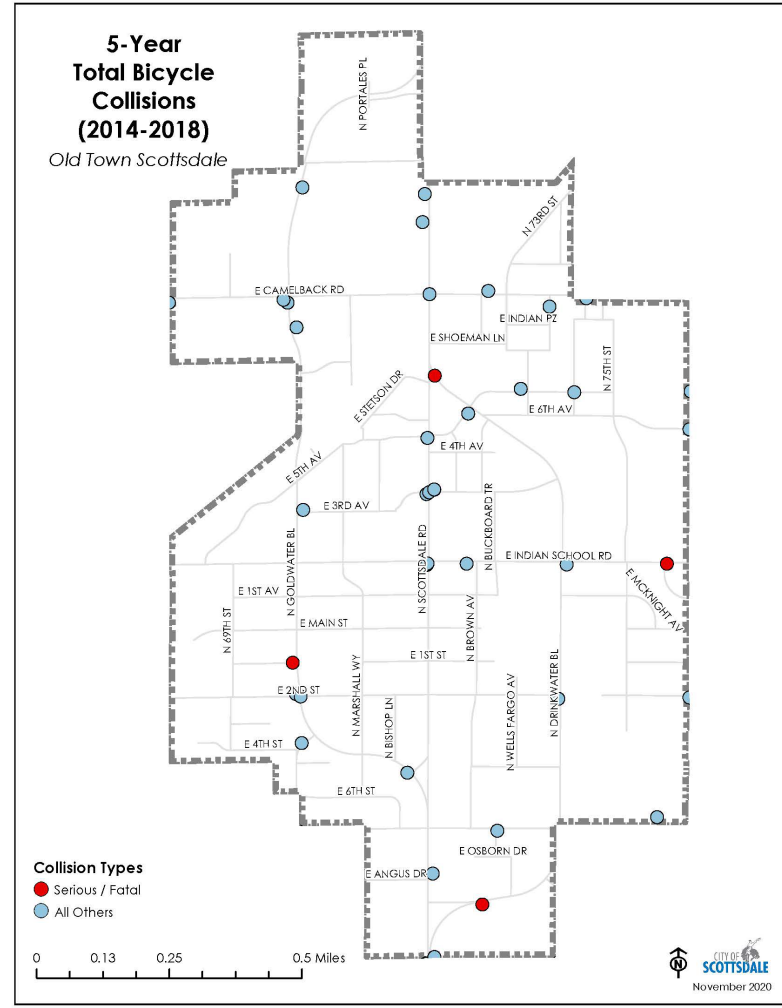 5-Year
Total Bicycle
Collisions
(2014-2018)
Old Town Scottsdale
N PORTALES PL
N 73RD ST
E CAMELBACK RD
E INDIAN PZ
E SHOEMAN LN
N 75TH ST
E STETSON DR
E 6TH AV
E 4TH AV
E 5TH AV
E 3RD AV
N BUCKBOARD TR
N SCOTTSDALE RD
N GOLDWATER BL
E INDIAN SCHOOL RD
E MCKNIGHT AV
E 1ST AV
N 69TH ST
E MAIN ST
N BROWN AV
E 1ST ST
N MARSHALL WY
E 2ND ST
N BISHOP LN
N WELLS FARGO AV
N DRINKWATER BL
E 4TH ST
E 6TH ST
E OSBORN DR
E ANGUS DR
Collision Types
Serious / Fatal
All Others
0 0.13 0.25 0.5 Miles
N
CITY OF
SCOTTSDALE
November 2020